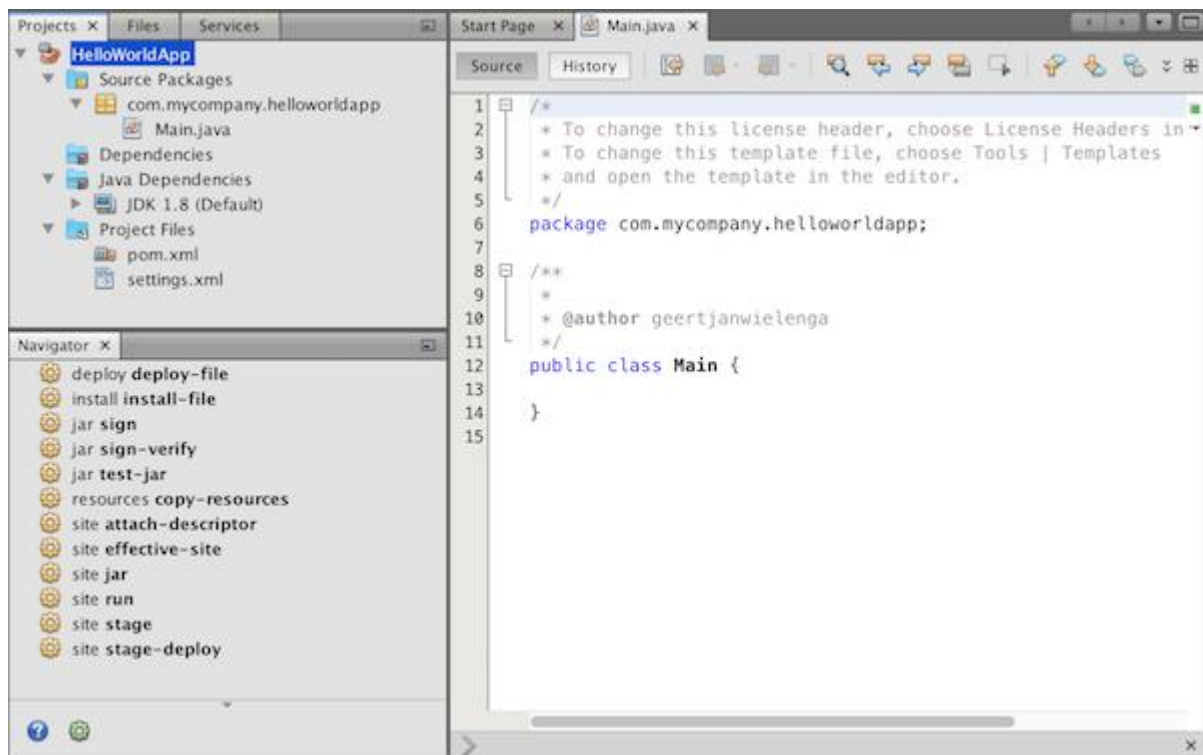 Projects
Files
Services
HelloWorldApp
Source Packages
com.mycompany.helloworldapp
Main.java
Dependencies
Java Dependencies
JDK 1.8 (Default)
Project Files
pom.xml
settings.xml
Navigator
deploy deploy-file
install install-file
jar sign
jar sign-verify
jar test-jar
resources copy-resources
site attach-descriptor
site effective-site
site jar
site run
site stage
site stage-deploy
Start Page
Main.java
Source
History
1 /*
2 * To change this license header, choose License Headers in
3 * To change this template file, choose Tools | Templates
4 * and open the template in the editor.
5 */
6 package com.mycompany.helloworldapp;
7
8 /**
9 *
10 * @author geertjanwielenga
11 */
12 public class Main {
13
14 }
15